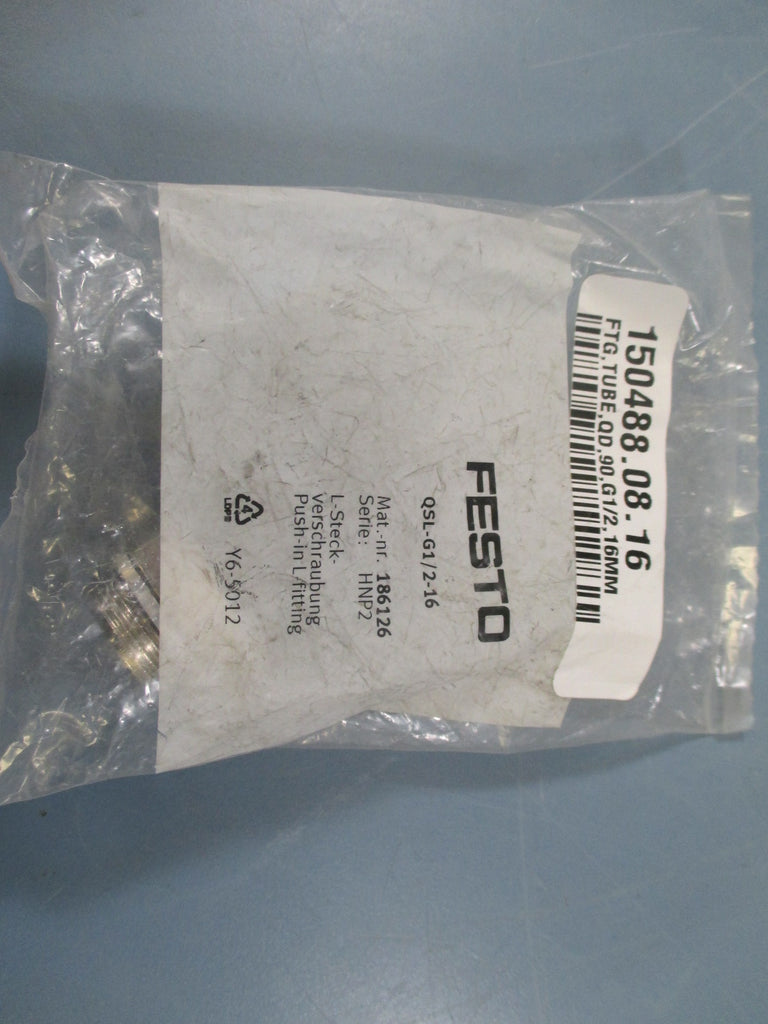 150488.08.16
FTG,TUBE,QD,90,G1/2,16MM
FESTO
QSL-G1/2-16
Mat.-nr. 186126
Serie: HNP2
L-Steck-
verschraubung
Push-in L-fitting
4
LDPE
Y6-5012